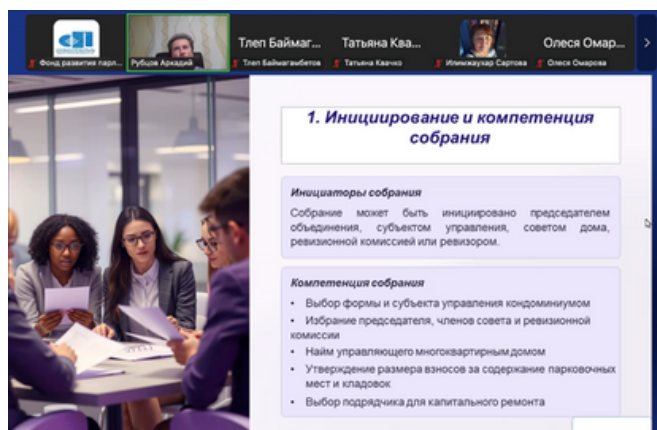 Тлеп Баймаг...
Татьяна Ква...
Олеся Омар...
Фонд развития парл...
Рубцов Аркадий
Тлеп Баймагамбетов
Татьяна Квачко
Илимжаухар Сартова
Олеся Омарова
1. Инициирование и компетенция
собрания
Инициаторы собрания
Собрание может быть инициировано председателем
объединения, субъектом управления, советом дома,
ревизионной комиссией или ревизором.
Компетенция собрания
• Выбор формы и субъекта управления кондоминиумом
• Избрание председателя, членов совета и ревизионной
комиссии
• Найм управляющего многоквартирным домом
• Утверждение размера взносов за содержание парковочных
мест и кладовок
• Выбор подрядчика для капитального ремонта